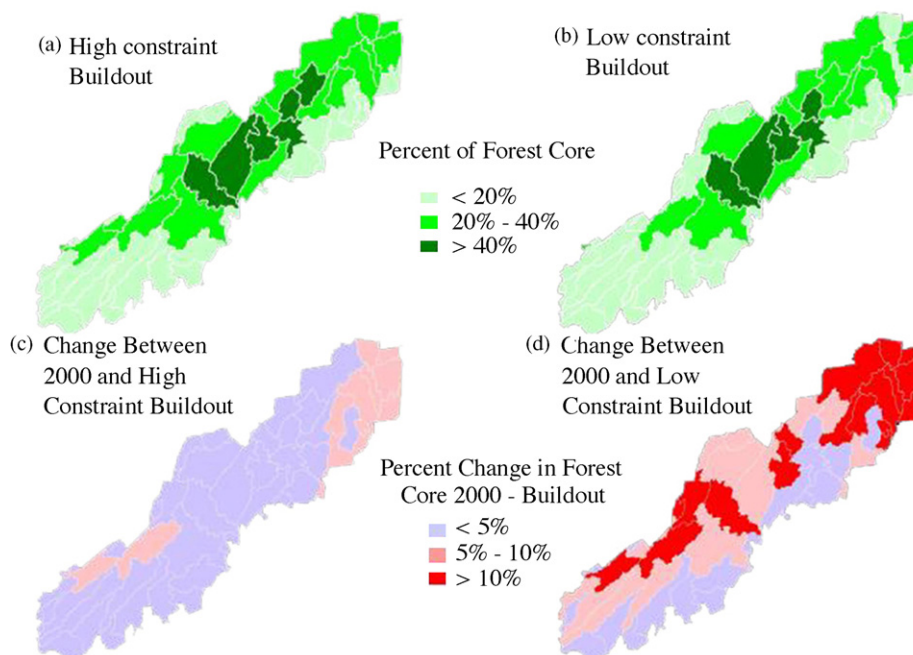 (a) High constraint
Buildout
(b) Low constraint
Buildout
Percent of Forest Core
< 20%
20% - 40%
> 40%
(c) Change Between
2000 and High
Constraint Buildout
(d) Change Between
2000 and Low
Constraint Buildout
Percent Change in Forest
Core 2000 - Buildout
< 5%
5% - 10%
> 10%